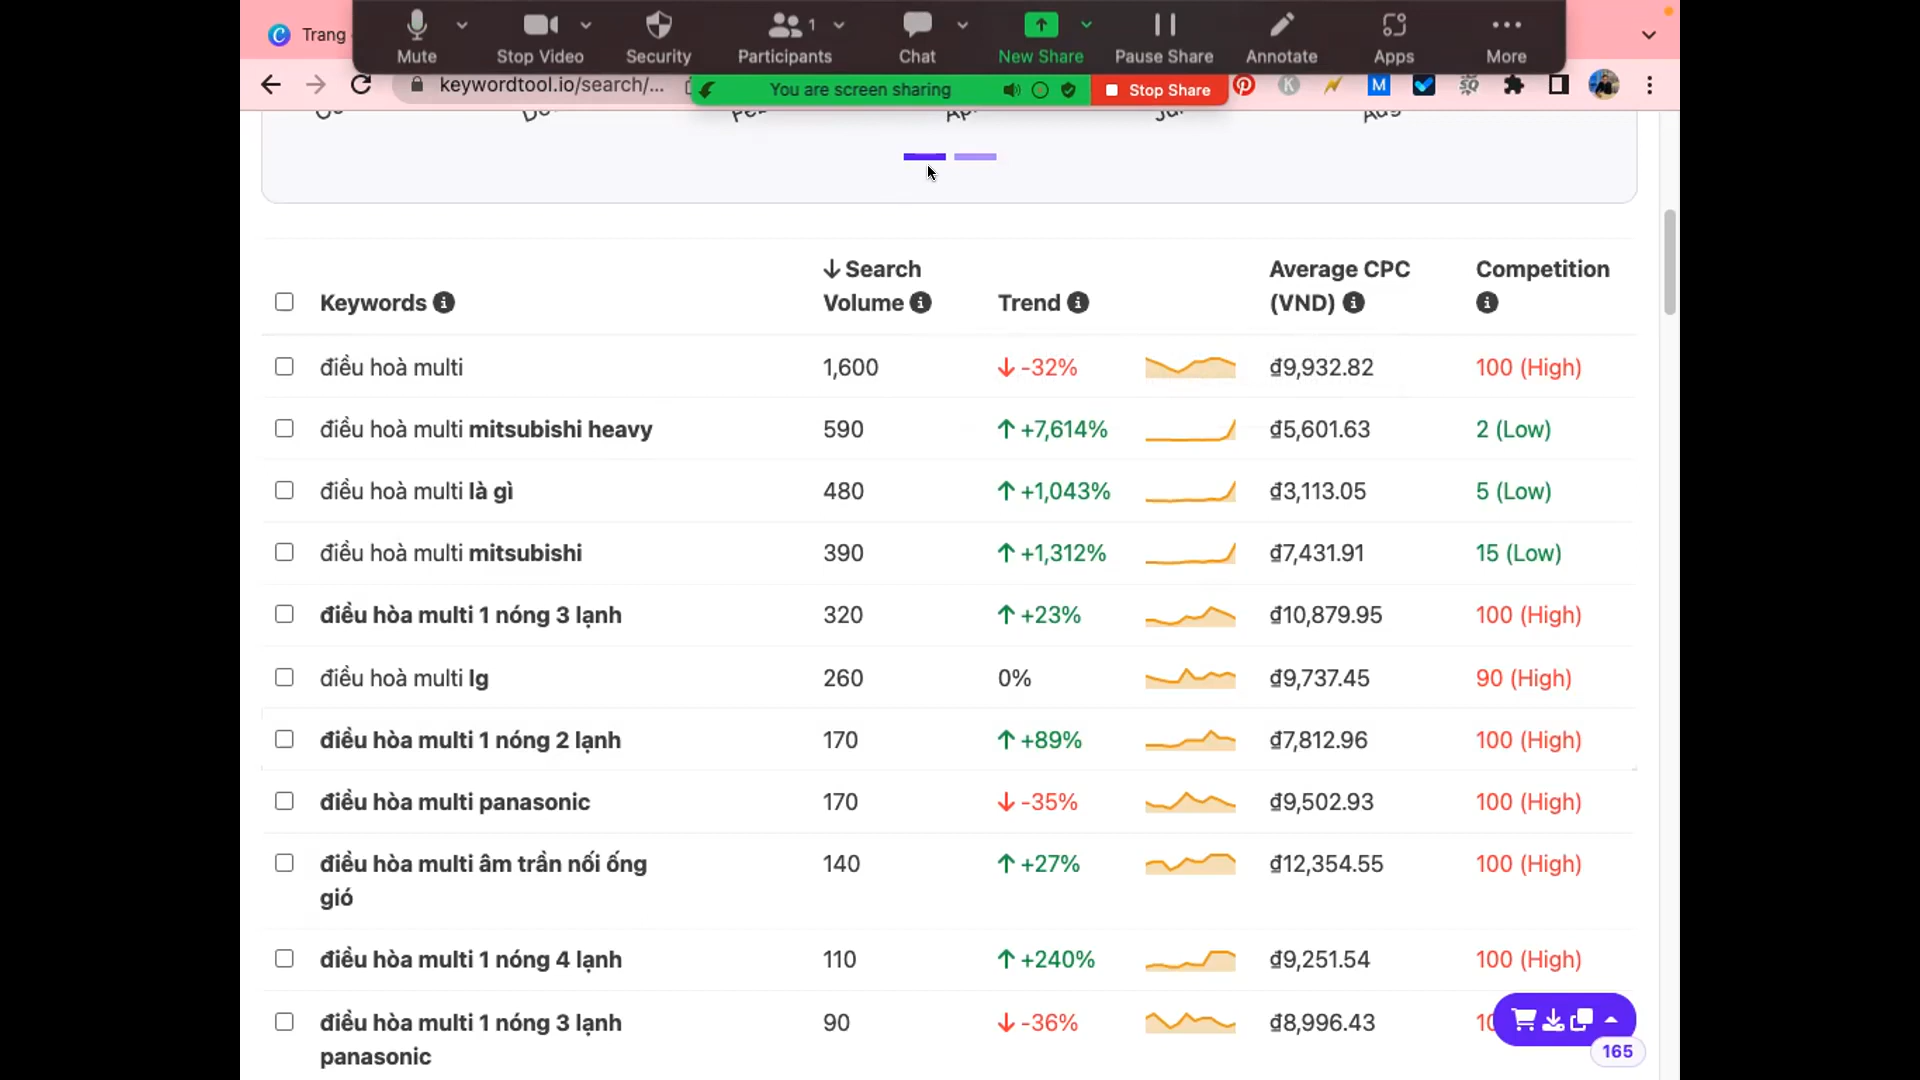 Trang
Mute
Stop Video
Security
1
Participants
Chat
New Share
Pause Share
Annotate
Apps
More
keywordtool.io/search/...
You are screen sharing
Stop Share
Keywords
Search Volume
Trend
Average CPC (VND)
Competition
điều hoà multi 1,600 -32% ₫9,932.82 100 (High)
điều hoà multi mitsubishi heavy 590 +7,614% ₫5,601.63 2 (Low)
điều hoà multi là gì 480 +1,043% ₫3,113.05 5 (Low)
điều hoà multi mitsubishi 390 +1,312% ₫7,431.91 15 (Low)
điều hòa multi 1 nóng 3 lạnh 320 +23% ₫10,879.95 100 (High)
điều hoà multi lg 260 0% ₫9,737.45 90 (High)
điều hòa multi 1 nóng 2 lạnh 170 +89% ₫7,812.96 100 (High)
điều hòa multi panasonic 170 -35% ₫9,502.93 100 (High)
điều hòa multi âm trần nối ống 140 +27% ₫12,354.55 100 (High)
gió
điều hòa multi 1 nóng 4 lạnh 110 +240% ₫9,251.54 100 (High)
điều hòa multi 1 nóng 3 lạnh 90 -36% ₫8,996.43
panasonic
165